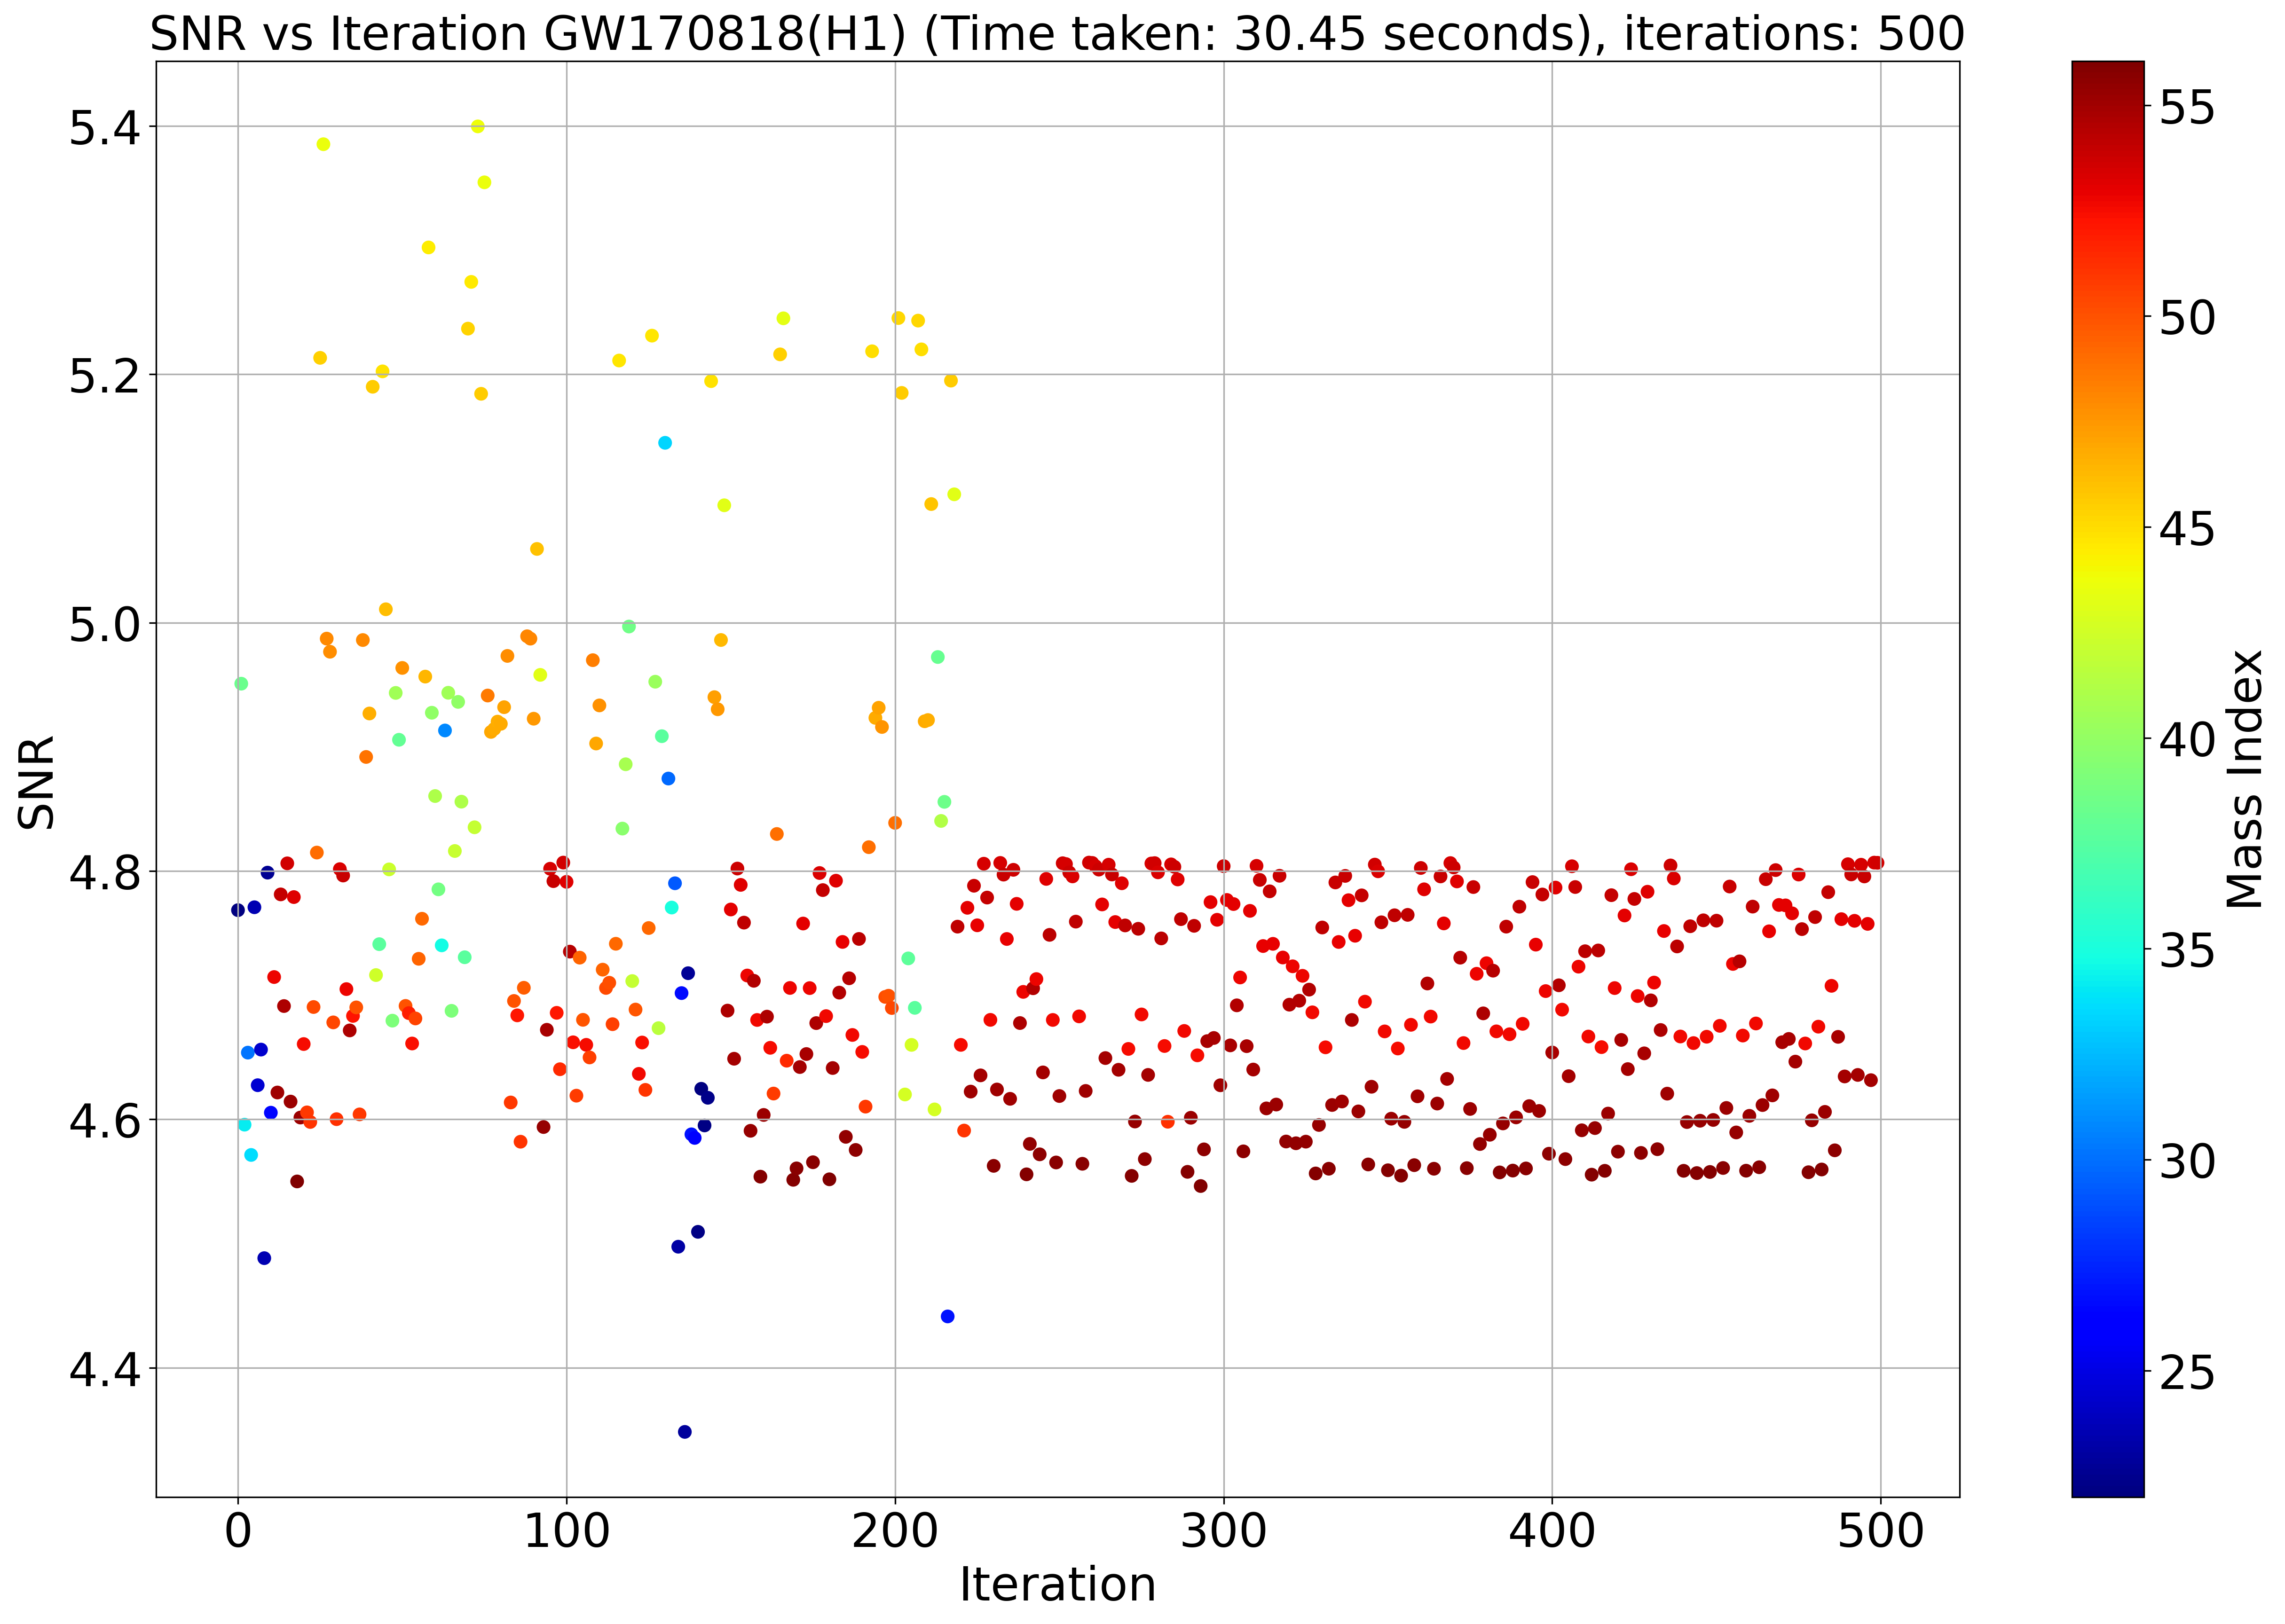 SNR vs Iteration GW170818(H1) (Time taken: 30.45 seconds), iterations: 500
5.4
5.2
5.0
4.8
4.6
4.4
SNR
0 100 200 300 400 500
Iteration
55
50
45
40
35
30
25
Mass Index